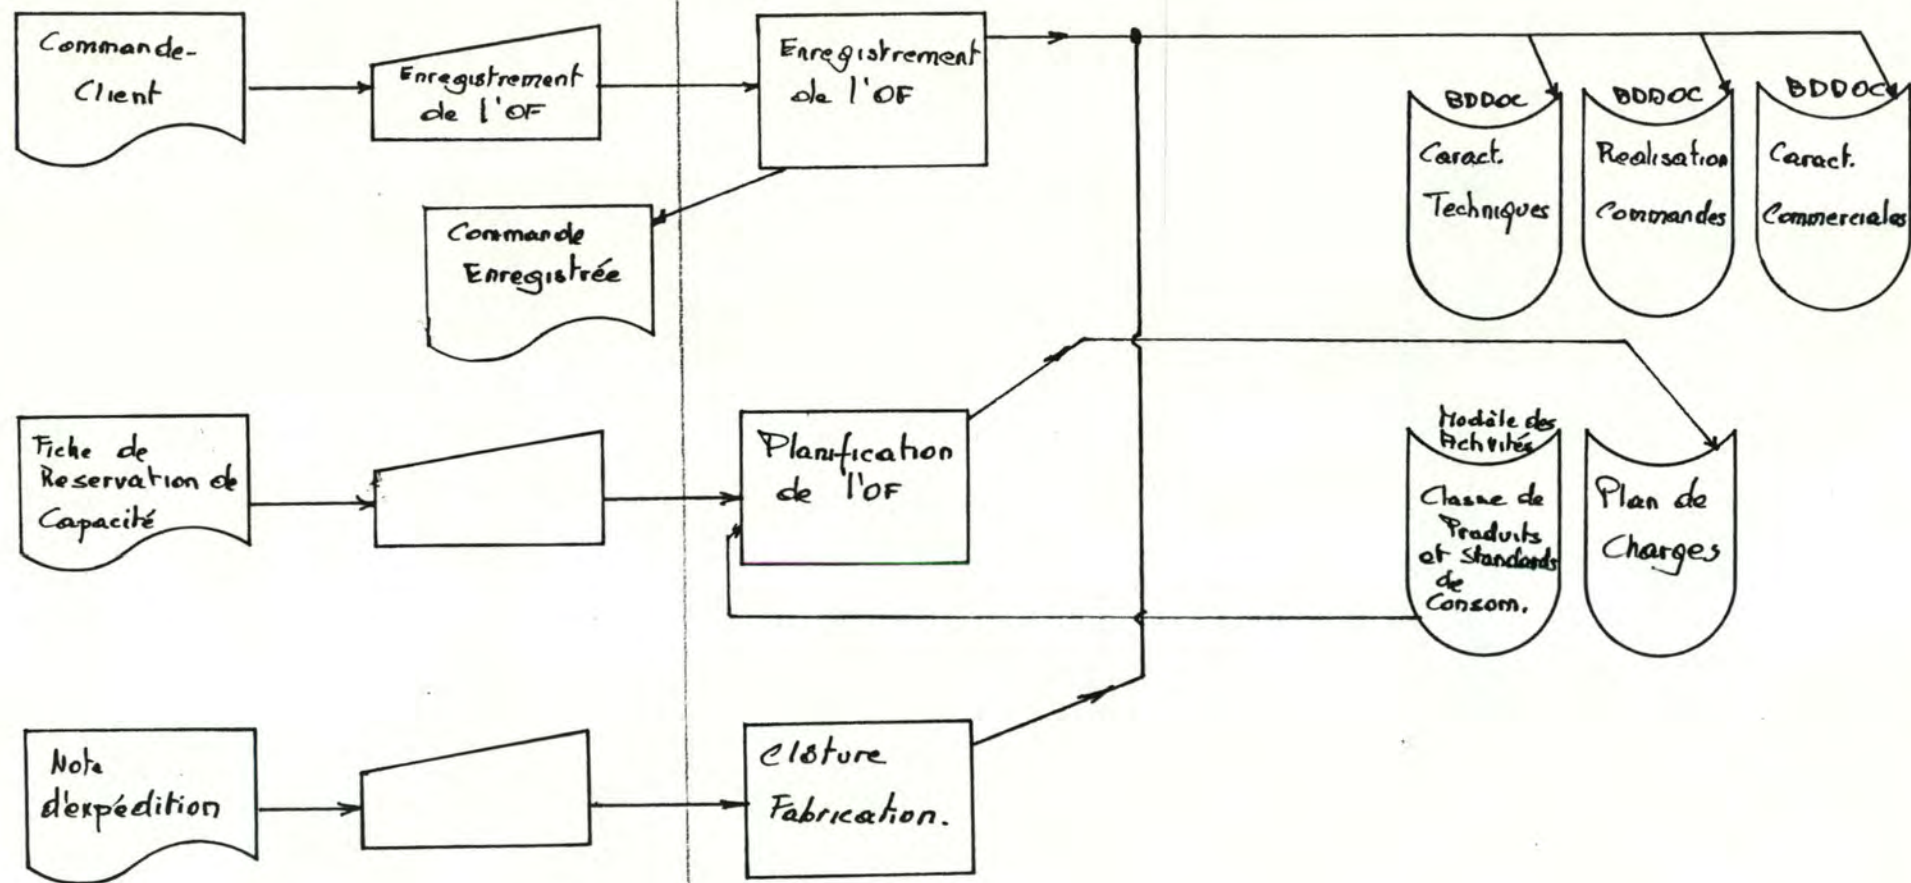 Commande-
Client
Enregistrement
de l'OF
Enregistrement
de l'OF
Commande
Enregistrée
BDDOC
Caract.
Techniques
BDDOC
Realisation
Commandes
BDDOC
Caract.
Commerciales
Fiche de
Reservation de
Capacité
Planification
de l'OF
Modèle des
Activités
Classe de
Produits
et Standards
de
Consom.
Plan de
Charges
Note
d'expédition
Clôture
Fabrication.